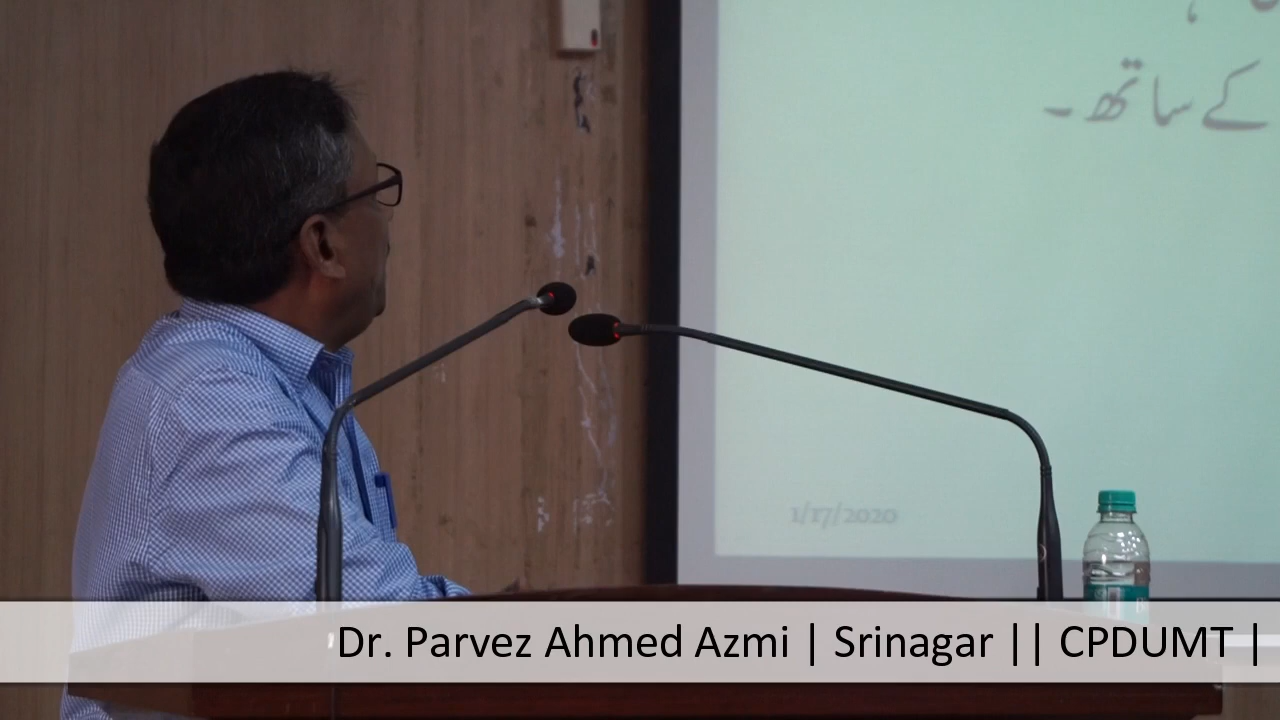 کے ساتھ۔
1/17/2020
Dr. Parvez Ahmed Azmi | Srinagar || CPDUMT |